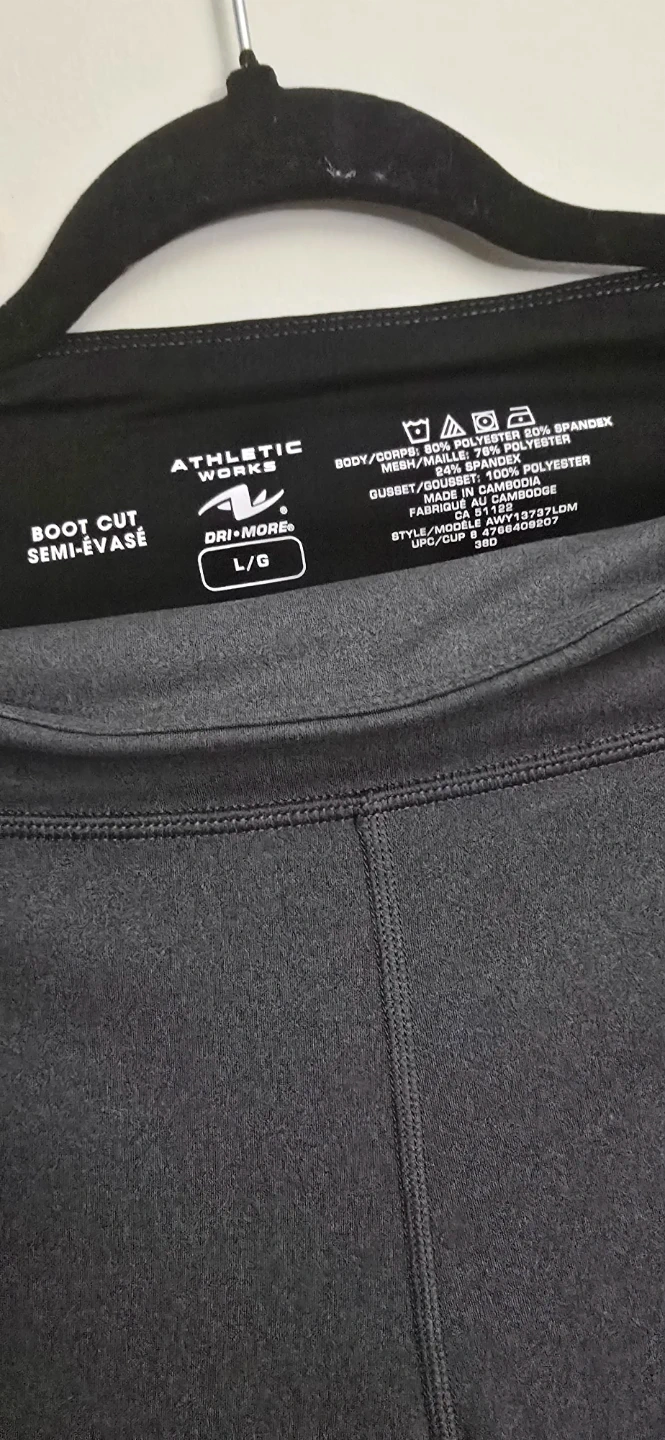 BOOT CUT
SEMI-ÉVASÉ
ATHLETIC
WORKS
®
DRI•MORE®
L/G
BODY/CORPS: 80% POLYESTER 20% SPANDEX
MESH/MAILLE: 76% POLYESTER
24% SPANDEX
GUSSET/GOUSSET: 100% POLYESTER
MADE IN CAMBODIA
FABRIQUÉ AU CAMBODGE
CA 51122
STYLE/MODÈLE AWY13737LDM
UPC/CUP 8 4766409207
38D